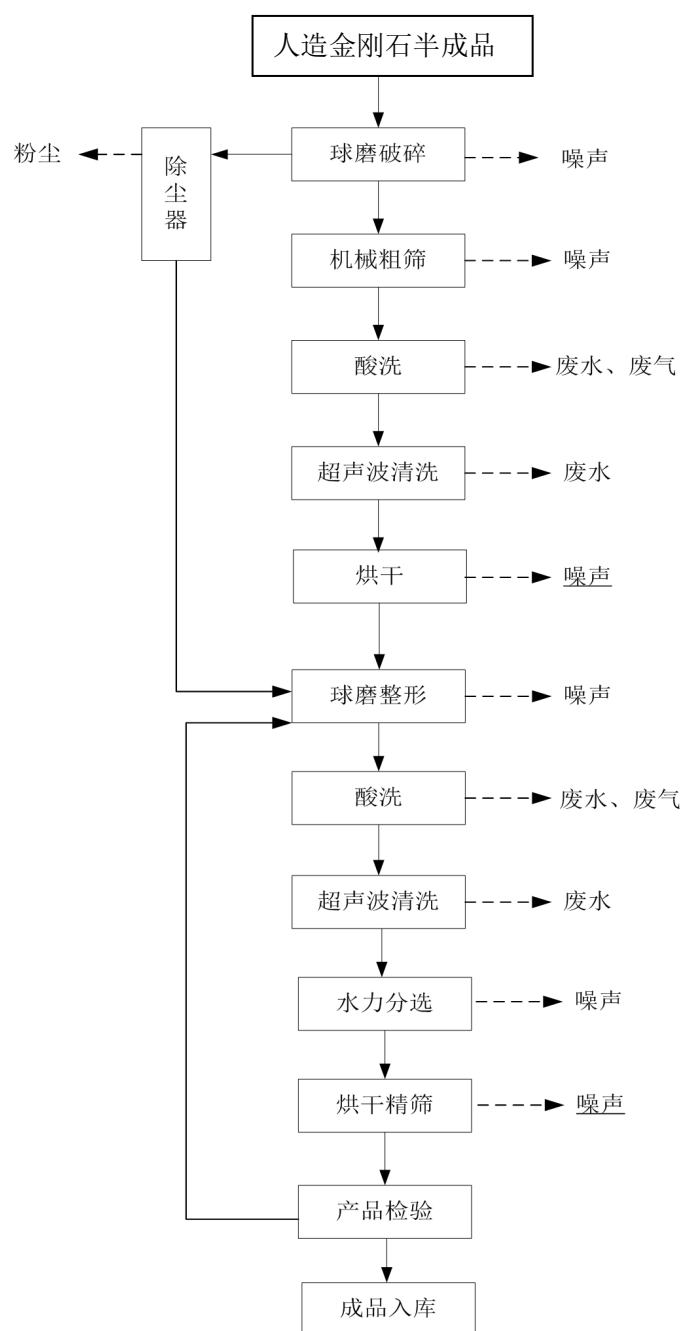 人造金刚石半成品
粉尘
除尘器
球磨破碎
噪声
机械粗筛
噪声
酸洗
废水、废气
超声波清洗
废水
烘干
噪声
球磨整形
噪声
酸洗
废水、废气
超声波清洗
废水
水力分选
噪声
烘干精筛
噪声
产品检验
成品入库